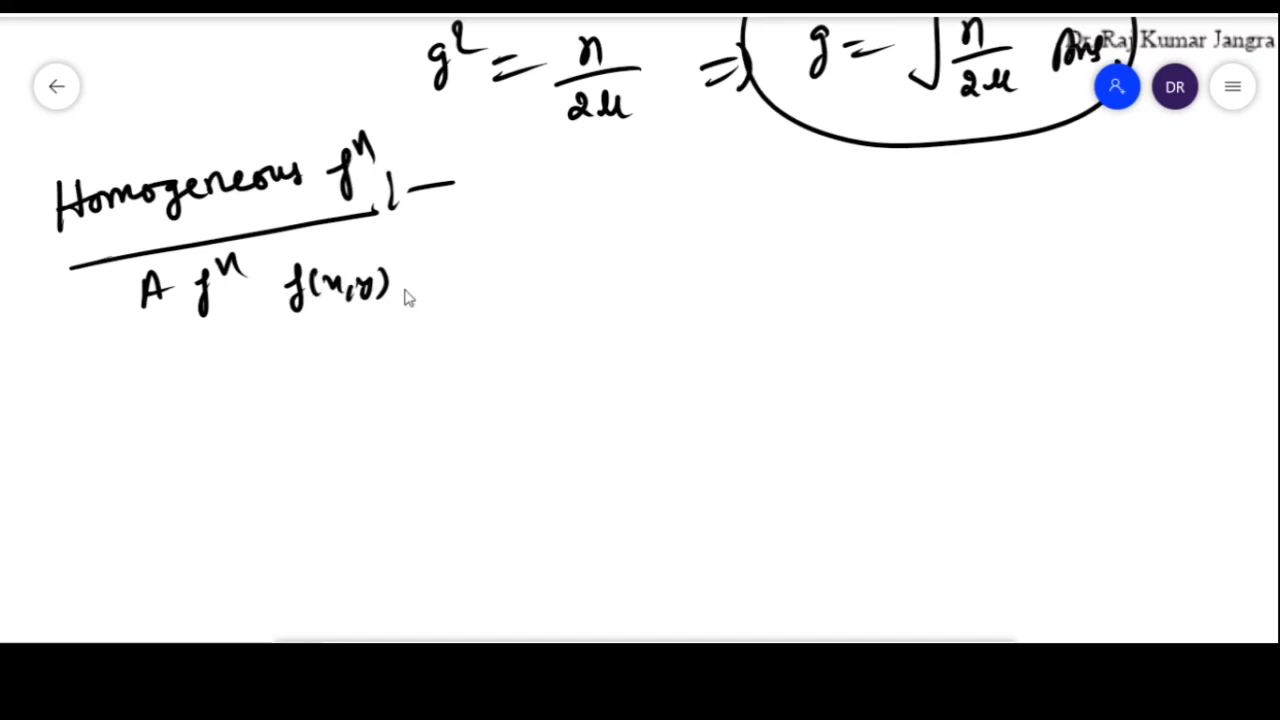 g² = n/2u ⇒ g = √n/2u Ans
Dr. Raj Kumar Jangra
DR
Homogeneous fⁿ :-
A fⁿ f(x,y)